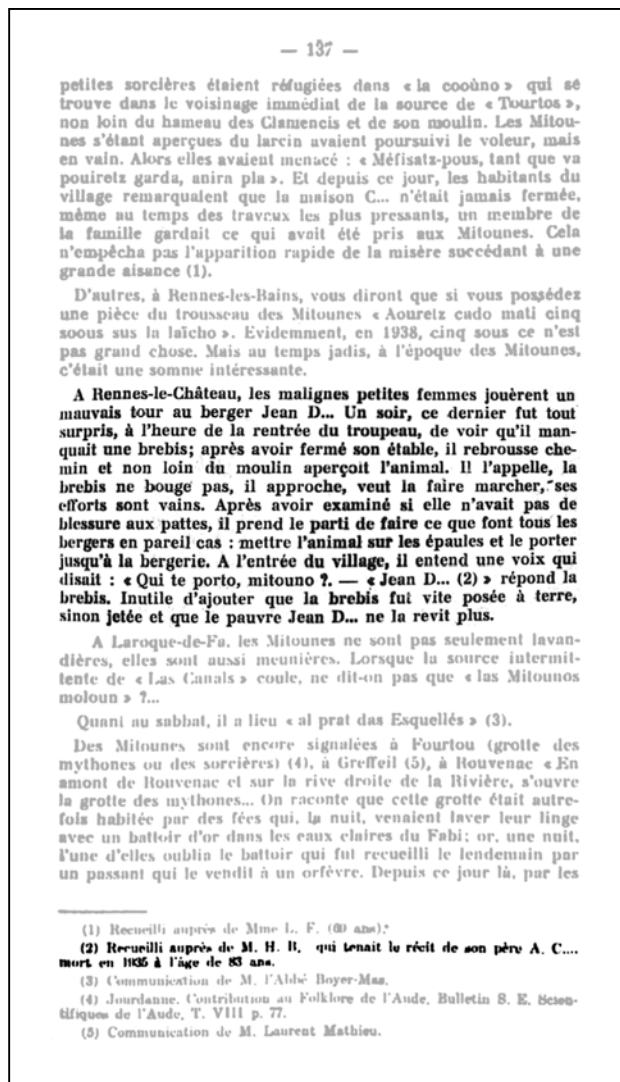 — 137 —
petites sorcières étaient réfugiées dans « la cooùno » qui se
trouve dans le voisinage immédiat de la source de « Tourtos »,
non loin du hameau des Clamencis et de son moulin. Les Mitou-
nes s'étant aperçues du larcin avaient poursuivi le voleur, mais
en vain. Alors elles avaient menacé : « Méfisatz-pous, tant que va
pouiretz garda, anira pla ». Et depuis ce jour, les habitants du
village remarquaient que la maison C... n'était jamais fermée,
même au temps des travaux les plus pressants, un membre de
la famille gardait ce qui avait été pris aux Mitounes. Cela
n'empêcha pas l'apparition rapide de la misère succédant à une
grande aisance (1).
D'autres, à Rennes-les-Bains, vous diront que si vous possédez
une pièce du trousseau des Mitounes « Aouretz cado mati cinq
soous sus la laïcho ». Evidemment, en 1938, cinq sous ce n'est
pas grand chose. Mais au temps jadis, à l'époque des Mitounes,
c'était une somme intéressante.
A Rennes-le-Château, les malignes petites femmes jouèrent un
mauvais tour au berger Jean D... Un soir, ce dernier fut tout
surpris, à l'heure de la rentrée du troupeau, de voir qu'il man-
quait une brebis; après avoir fermé son étable, il rebrousse che-
min et non loin du moulin aperçoit l'animal. Il l'appelle, la
brebis ne bouge pas, il approche, veut la faire marcher, ses
efforts sont vains. Après avoir examiné si elle n'avait pas de
blessure aux pattes, il prend le parti de faire ce que font tous les
bergers en pareil cas : mettre l'animal sur les épaules et le porter
jusqu'à la bergerie. A l'entrée du village, il entend une voix qui
disait : « Qui te porto, mitouno ?. — « Jean D... (2) » répond la
brebis. Inutile d'ajouter que la brebis fut vite posée à terre,
sinon jetée et que le pauvre Jean D... ne la revit plus.
A Laroque-de-Fa, les Mitounes ne sont pas seulement lavan-
dières, elles sont aussi meunières. Lorsque la source intermit-
tente de « Las Canals » coule, ne dit-on pas que « las Mitounos
moloun » ?...
Quant au sabbat, il a lieu « al prat das Esquellés » (3).
Des Mitounes sont encore signalées à Fourtou (grotte des
mythones ou des sorcières) (4), à Greffeil (5), à Rouvenac « En
amont de Rouvenac et sur la rive droite de la Rivière, s'ouvre
la grotte des mythones... On raconte que cette grotte était autre-
fois habitée par des fées qui, la nuit, venaient laver leur linge
avec un battoir d'or dans les eaux claires du Fabi; or, une nuit,
l'une d'elles oublia le battoir qui fut recueilli le lendemain par
un passant qui le vendit à un orfèvre. Depuis ce jour là, par les
(1) Recueilli auprès de Mme L. F. (60 ans).
(2) Recueilli auprès de M. H. B. qui tenait le récit de son père A. C....
mort en 1935 à l'âge de 83 ans.
(3) Communication de M. l'Abbé Boyer-Mas.
(4) Jourdanne. Contribution au Folklore de l'Aude. Bulletin S. E. Scien-
tifiques de l'Aude, T. VIII p. 77.
(5) Communication de M. Laurent Mathieu.